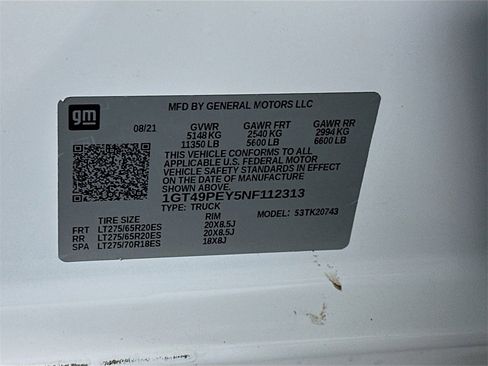 gm
MFD BY GENERAL MOTORS LLC
08/21 GVWR GAWR FRT GAWR RR
5148 KG 2540 KG 2994 KG
11350 LB 5600 LB 6600 LB
THIS VEHICLE CONFORMS TO ALL
APPLICABLE U.S. FEDERAL MOTOR
VEHICLE SAFETY STANDARDS IN EFFECT
ON THE DATE OF MANUFACTURE
SHOWN ABOVE.
1GT49PEY5NF112313
TYPE: TRUCK MODEL: 53TK20743
TIRE SIZE RIM
FRT LT275/65R20ES 20X8.5J
RR LT275/65R20ES 20X8.5J
SPA LT275/70R18ES 18X8J